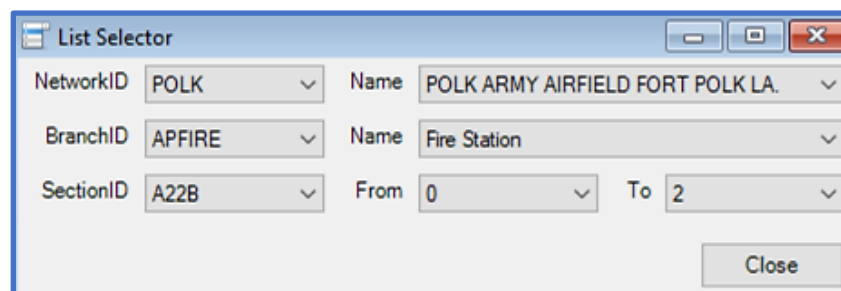 List Selector
NetworkID POLK Name POLK ARMY AIRFIELD FORT POLK LA.
BranchID APFIRE Name Fire Station
SectionID A22B From 0 To 2
Close